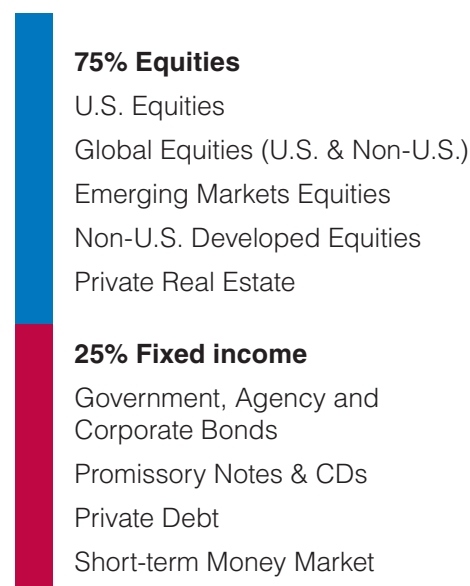 75% Equities
U.S. Equities
Global Equities (U.S. & Non-U.S.)
Emerging Markets Equities
Non-U.S. Developed Equities
Private Real Estate
25% Fixed income
Government, Agency and
Corporate Bonds
Promissory Notes & CDs
Private Debt
Short-term Money Market